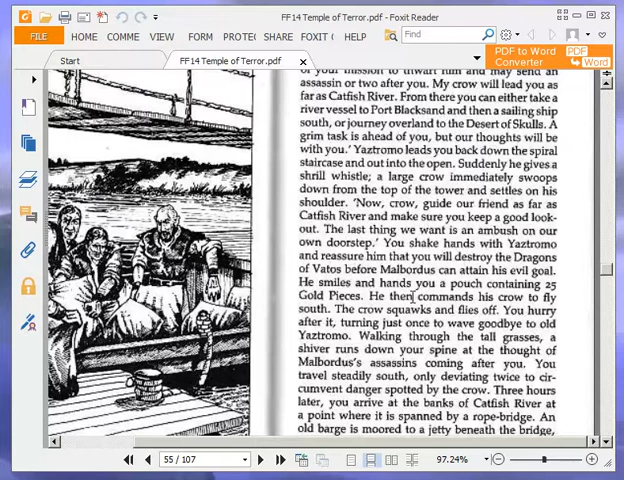 FF14 Temple of Terror.pdf - Foxit Reader
FILE HOME COMME VIEW FORM PROTE SHARE FOXIT C HELP Find
PDF to Word Converter PDF Word
Start FF14 Temple of Terror.pdf
of your mission to thwart him and may send an
assassin or two after you. My crow will lead you as
far as Catfish River. From there you can either take a
river vessel to Port Blacksand and then a sailing ship
south, or journey overland to the Desert of Skulls. A
grim task is ahead of you, but our thoughts will be
with you.' Yaztromo leads you back down the spiral
staircase and out into the open. Suddenly he gives a
shrill whistle; a large crow immediately swoops
down from the top of the tower and settles on his
shoulder. 'Now, crow, guide our friend as far as
Catfish River and make sure you keep a good look-
out. The last thing we want is an ambush on our
own doorstep.' You shake hands with Yaztromo
and reassure him that you will destroy the Dragons
of Vatos before Malbordus can attain his evil goal.
He smiles and hands you a pouch containing 25
Gold Pieces. He then commands his crow to fly
south. The crow squawks and flies off. You hurry
after it, turning just once to wave goodbye to old
Yaztromo. Walking through the tall grasses, a
shiver runs down your spine at the thought of
Malbordus's assassins coming after you. You
travel steadily south, only deviating twice to cir-
cumvent danger spotted by the crow. Three hours
later, you arrive at the banks of Catfish River at
a point where it is spanned by a rope-bridge. An
old barge is moored to a jetty beneath the bridge,
55 / 107 97.24%